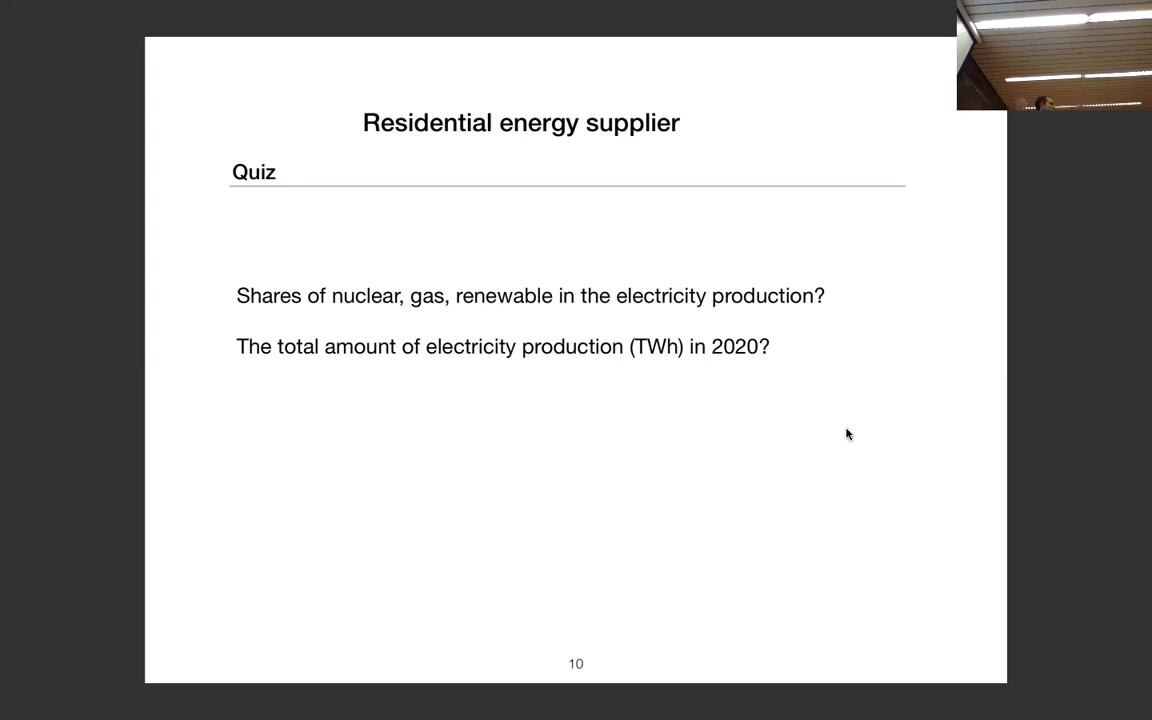 Residential energy supplier
Quiz
Shares of nuclear, gas, renewable in the electricity production?
The total amount of electricity production (TWh) in 2020?
10